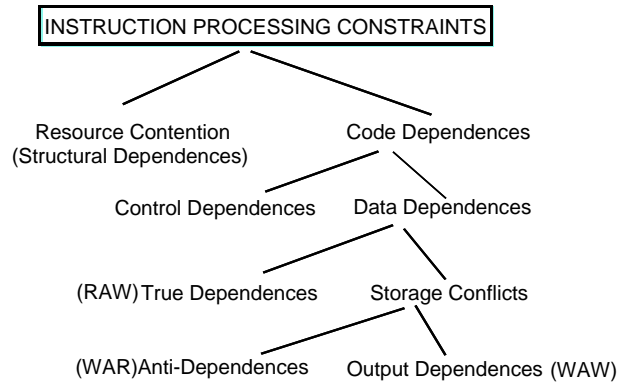 INSTRUCTION PROCESSING CONSTRAINTS
Resource Contention
(Structural Dependences)
Code Dependences
Control Dependences
Data Dependences
(RAW) True Dependences
Storage Conflicts
(WAR)Anti-Dependences
Output Dependences (WAW)